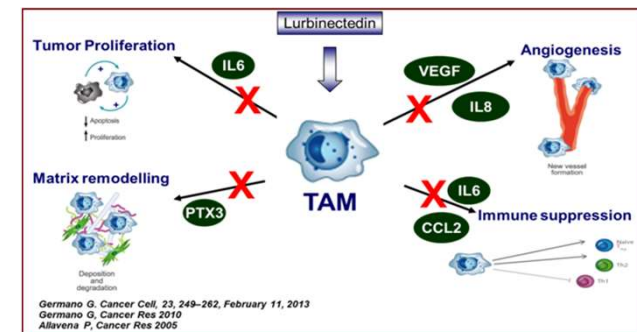 Lurbinectedin
Tumor Proliferation
IL6
VEGF
IL8
Angiogenesis
Apoptosis
Proliferation
New vessel
formation
Matrix remodelling
PTX3
TAM
IL6
CCL2
Immune suppression
Deposition
and
degradation
Naive
Th2
Th1
Germano G. Cancer Cell, 23, 249–262, February 11, 2013
Germano G, Cancer Res 2010
Allavena P, Cancer Res 2005